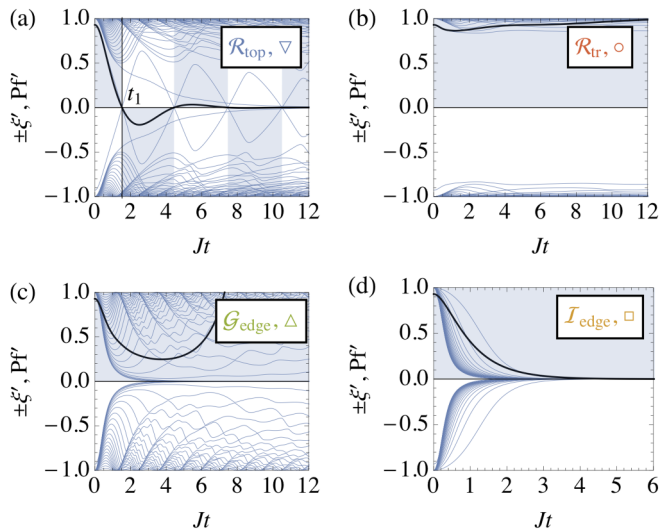 (a)
±ξ′, Pf′
1.0
0.5
0.0
−0.5
−1.0
t₁
ℛtop, ▽
0 2 4 6 8 10 12
Jt
(b)
±ξ′, Pf′
1.0
0.5
0.0
−0.5
−1.0
ℛtr, ○
0 2 4 6 8 10 12
Jt
(c)
±ξ′, Pf′
1.0
0.5
0.0
−0.5
−1.0
𝒢edge, △
0 2 4 6 8 10 12
Jt
(d)
±ξ′, Pf′
1.0
0.5
0.0
−0.5
−1.0
ℐedge, □
0 1 2 3 4 5 6
Jt